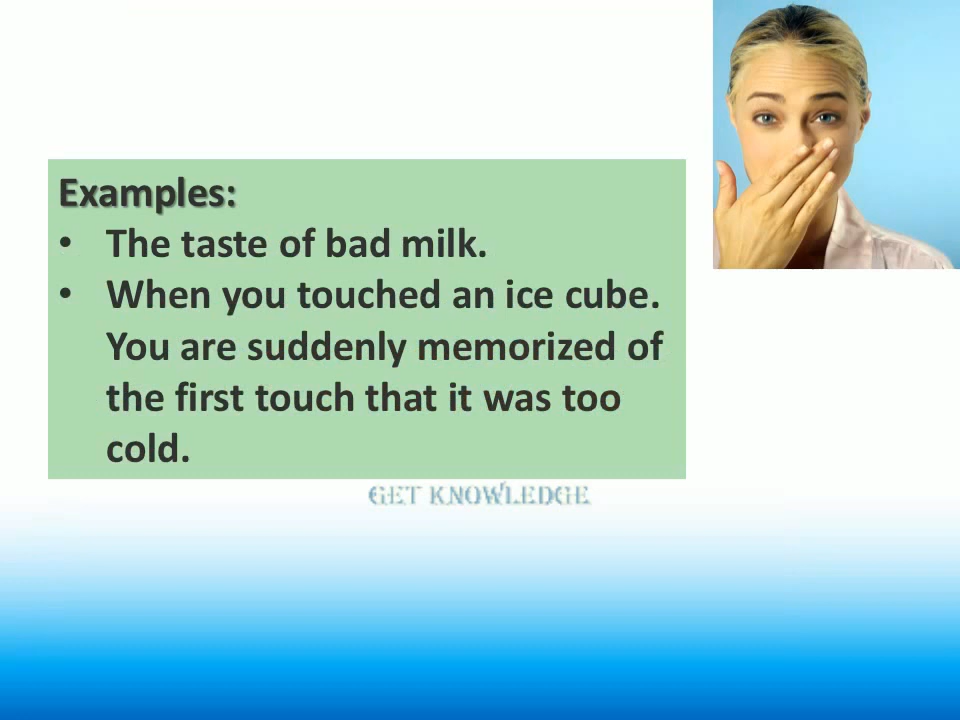 Examples:
• The taste of bad milk.
• When you touched an ice cube.
You are suddenly memorized of
the first touch that it was too
cold.
GET KNOWLEDGE